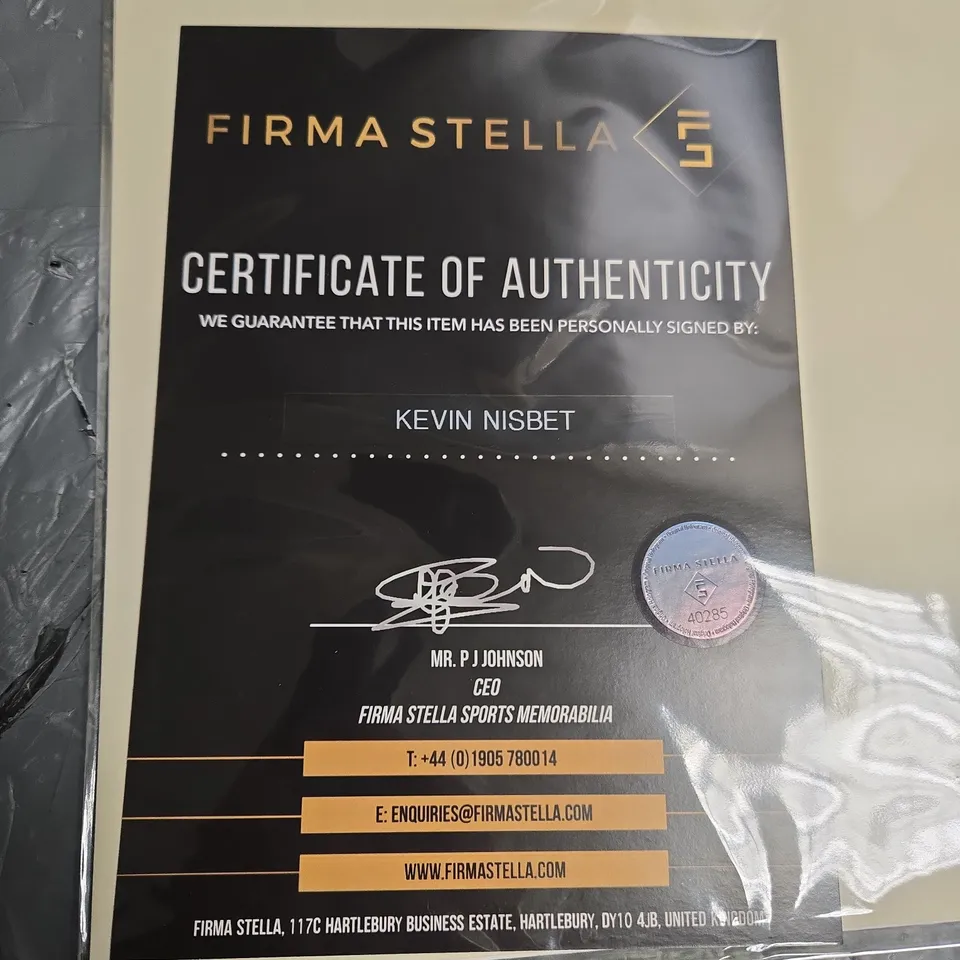 FIRMA STELLA
CERTIFICATE OF AUTHENTICITY
WE GUARANTEE THAT THIS ITEM HAS BEEN PERSONALLY SIGNED BY:
KEVIN NISBET
FIRMA STELLA
40285
MR. P J JOHNSON
CEO
FIRMA STELLA SPORTS MEMORABILIA
T: +44 (0)1905 780014
E: ENQUIRIES@FIRMASTELLA.COM
WWW.FIRMASTELLA.COM
FIRMA STELLA, 117C HARTLEBURY BUSINESS ESTATE, HARTLEBURY, DY10 4JB, UNITED KINGDOM